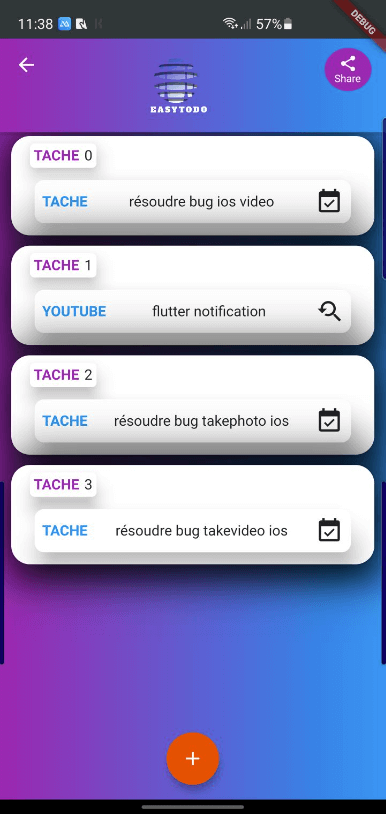 11:38
57%
DEBUG
Share
EASYTODO
TACHE 0
TACHE résoudre bug ios video
TACHE 1
YOUTUBE flutter notification
TACHE 2
TACHE résoudre bug takephoto ios
TACHE 3
TACHE résoudre bug takevideo ios